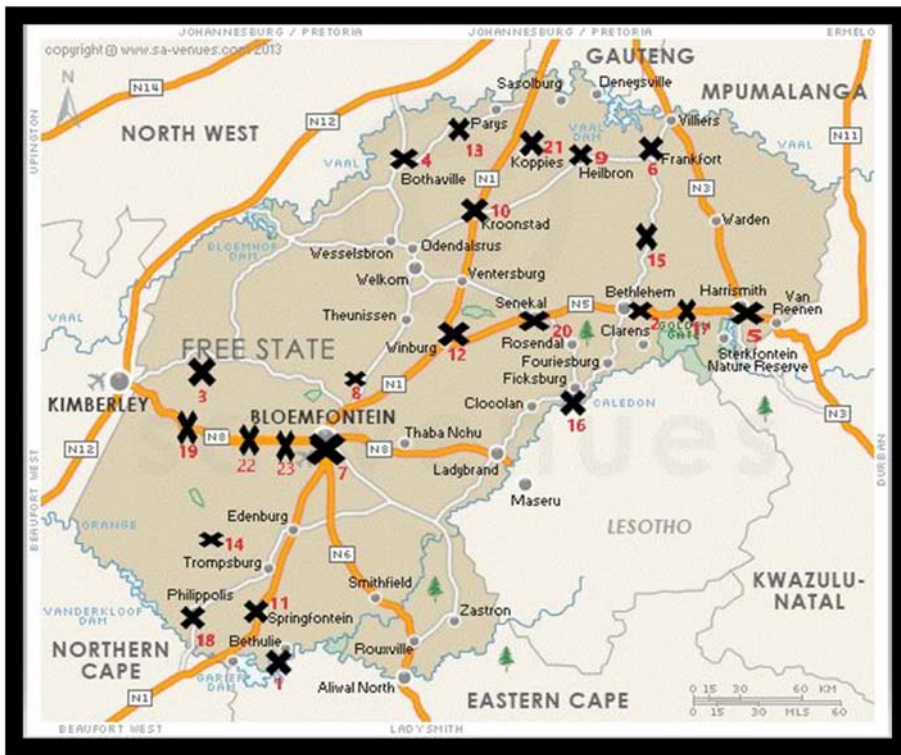 JOHANNESBURG / PRETORIA
JOHANNESBURG / PRETORIA
ERMELO
copyright@ www.sa-venues.com 2013
GAUTENG
N
N14
Sasolburg
Deneysville
MPUMALANGA
N12
NORTH WEST
Parys
VAAL DAM
Villiers
N11
UPINGTON
VAAL
4
13
21
Koppies
9
Heilbron
6
Frankfort
Bothaville
N1
N3
10
Kroonstad
Warden
BLOEMHOF DAM
Wesselsbron
Odendalsrus
15
Welkom
Ventersburg
Bethlehem
Harrismith
Van Reenen
Senekal
N5
VAAL
Theunissen
2
17
5
20
Rosendal
Clarens
GOLDEN GATE
Winburg
12
Sterkfontein Nature Reserve
FREE STATE
Fouriesburg
N1
Ficksburg
3
8
KIMBERLEY
BLOEMFONTEIN
Clocolan
CALEDON
N3
16
sa-venues
19
N8
22
23
7
N8
Thaba Nchu
N12
Ladybrand
DURBAN
BEAUFORT WEST
Maseru
ORANGE
Edenburg
LESOTHO
14
N6
Trompsburg
KWAZULU-NATAL
Smithfield
Philippolis
VANDERKLOOF DAM
11
Springfontein
Zastron
18
Bethulie
Rouxville
NORTHERN CAPE
GARIEP DAM
1
Aliwal North
N1
EASTERN CAPE
0 15 30 60 KM
0 15 30 MLS 60
BEAUFORT WEST
LADYSMITH